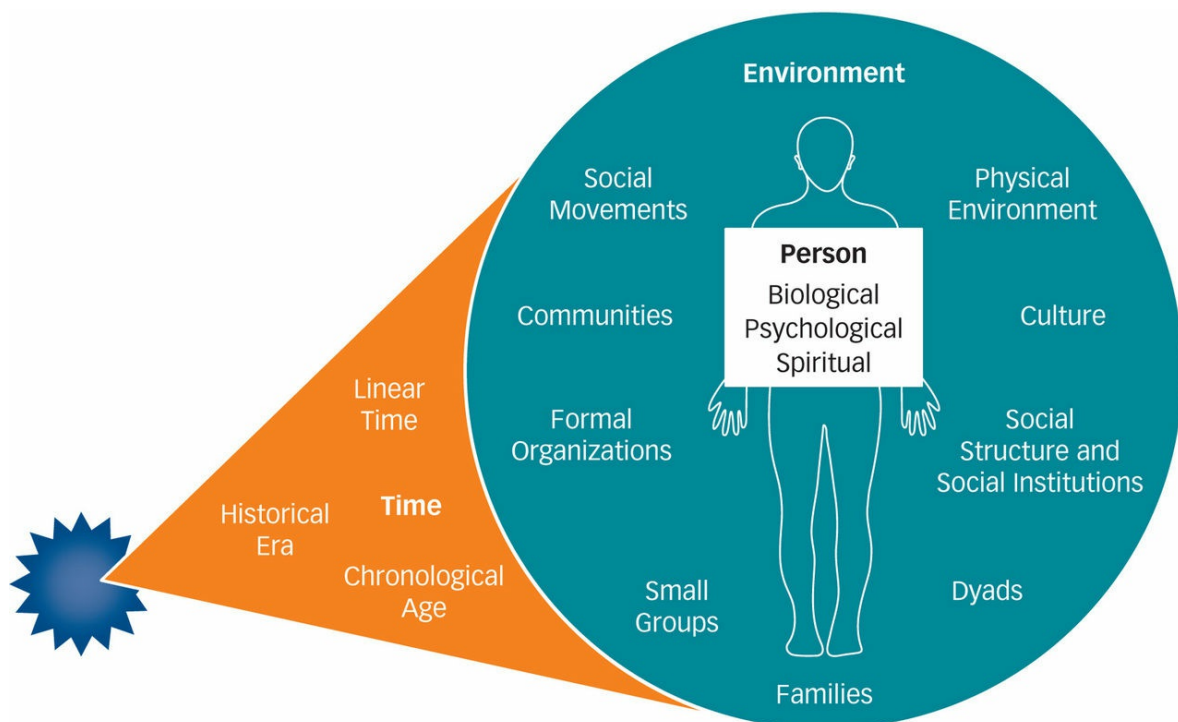 Environment
Social
Movements
Physical
Environment
Person
Biological
Psychological
Spiritual
Communities
Culture
Linear
Time
Formal
Organizations
Social
Structure and
Social Institutions
Time
Historical
Era
Chronological
Age
Small
Groups
Dyads
Families